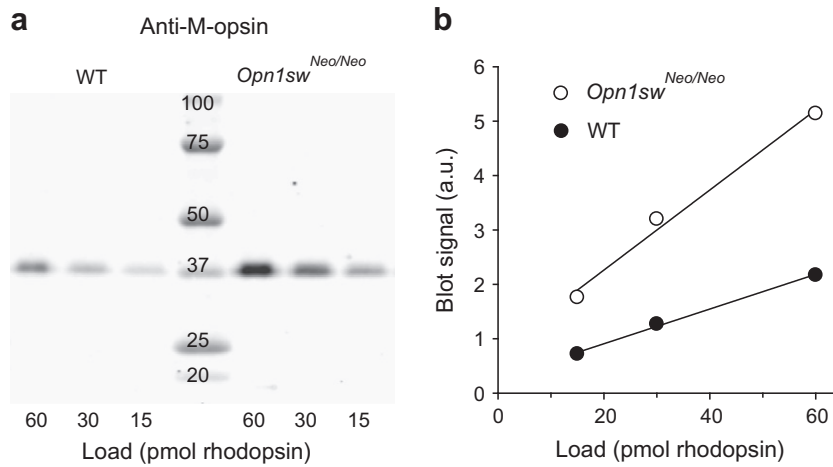 a
Anti-M-opsin
WT
Opn1sw Neo/Neo
100
75
50
37
25
20
60 30 15 60 30 15
Load (pmol rhodopsin)
b
6
5
4
3
2
1
0
Blot signal (a.u.)
Opn1sw Neo/Neo
WT
0 20 40 60
Load (pmol rhodopsin)